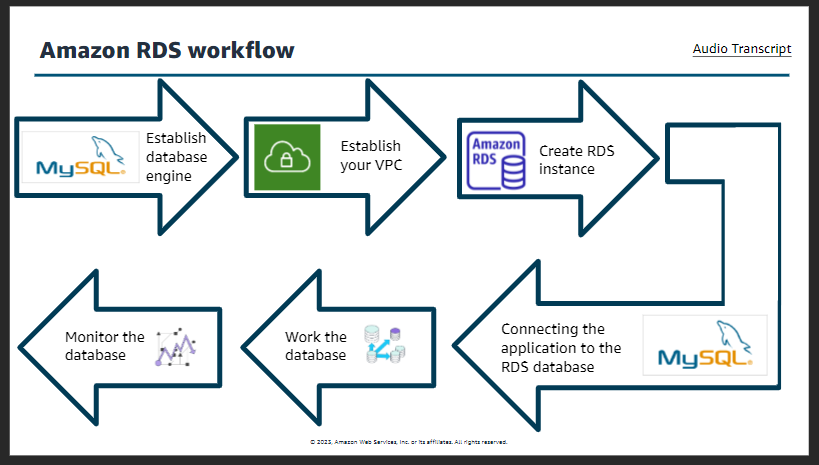 Amazon RDS workflow
Audio Transcript
MySQL®
Establish
database
engine
Establish
your VPC
Amazon
RDS
Create RDS
instance
Connecting the
application to the
RDS database
MySQL®
Work the
database
Monitor the
database
© 2023, Amazon Web Services, Inc. or its affiliates. All rights reserved.